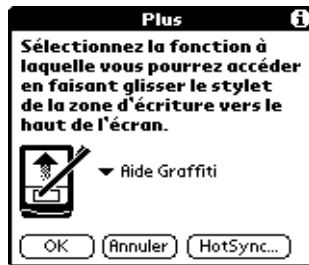 Plus
Sélectionnez la fonction à
laquelle vous pourrez accéder
en faisant glisser le stylet
de la zone d'écriture vers le
haut de l'écran.
Aide Graffiti
OK Annuler HotSync...